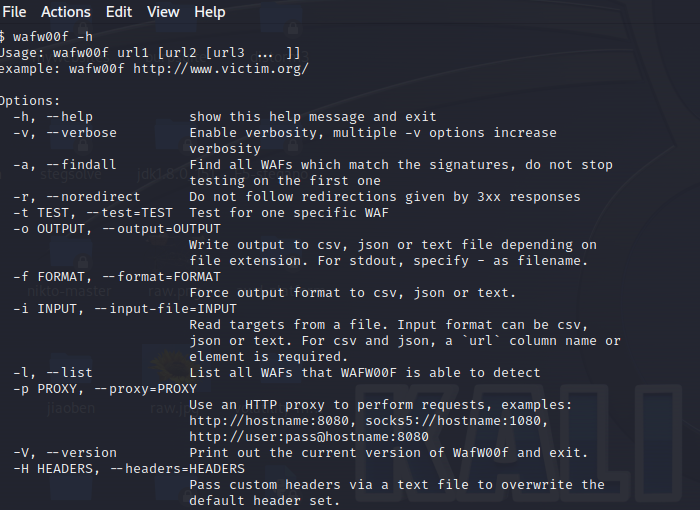 File Actions Edit View Help
$ wafw00f -h
Usage: wafw00f url1 [url2 [url3 ... ]]
example: wafw00f http://www.victim.org/
Options:
-h, --help show this help message and exit
-v, --verbose Enable verbosity, multiple -v options increase
verbosity
-a, --findall Find all WAFs which match the signatures, do not stop
testing on the first one
-r, --noredirect Do not follow redirections given by 3xx responses
-t TEST, --test=TEST Test for one specific WAF
-o OUTPUT, --output=OUTPUT
Write output to csv, json or text file depending on
file extension. For stdout, specify - as filename.
-f FORMAT, --format=FORMAT
Force output format to csv, json or text.
-i INPUT, --input-file=INPUT
Read targets from a file. Input format can be csv,
json or text. For csv and json, a `url` column name or
element is required.
-l, --list List all WAFs that WAFW00F is able to detect
-p PROXY, --proxy=PROXY
Use an HTTP proxy to perform requests, examples:
http://hostname:8080, socks5://hostname:1080,
http://user:pass@hostname:8080
-V, --version Print out the current version of WafW00f and exit.
-H HEADERS, --headers=HEADERS
Pass custom headers via a text file to overwrite the
default header set.
stegsolve
nikto-master
jiaoben
KALI